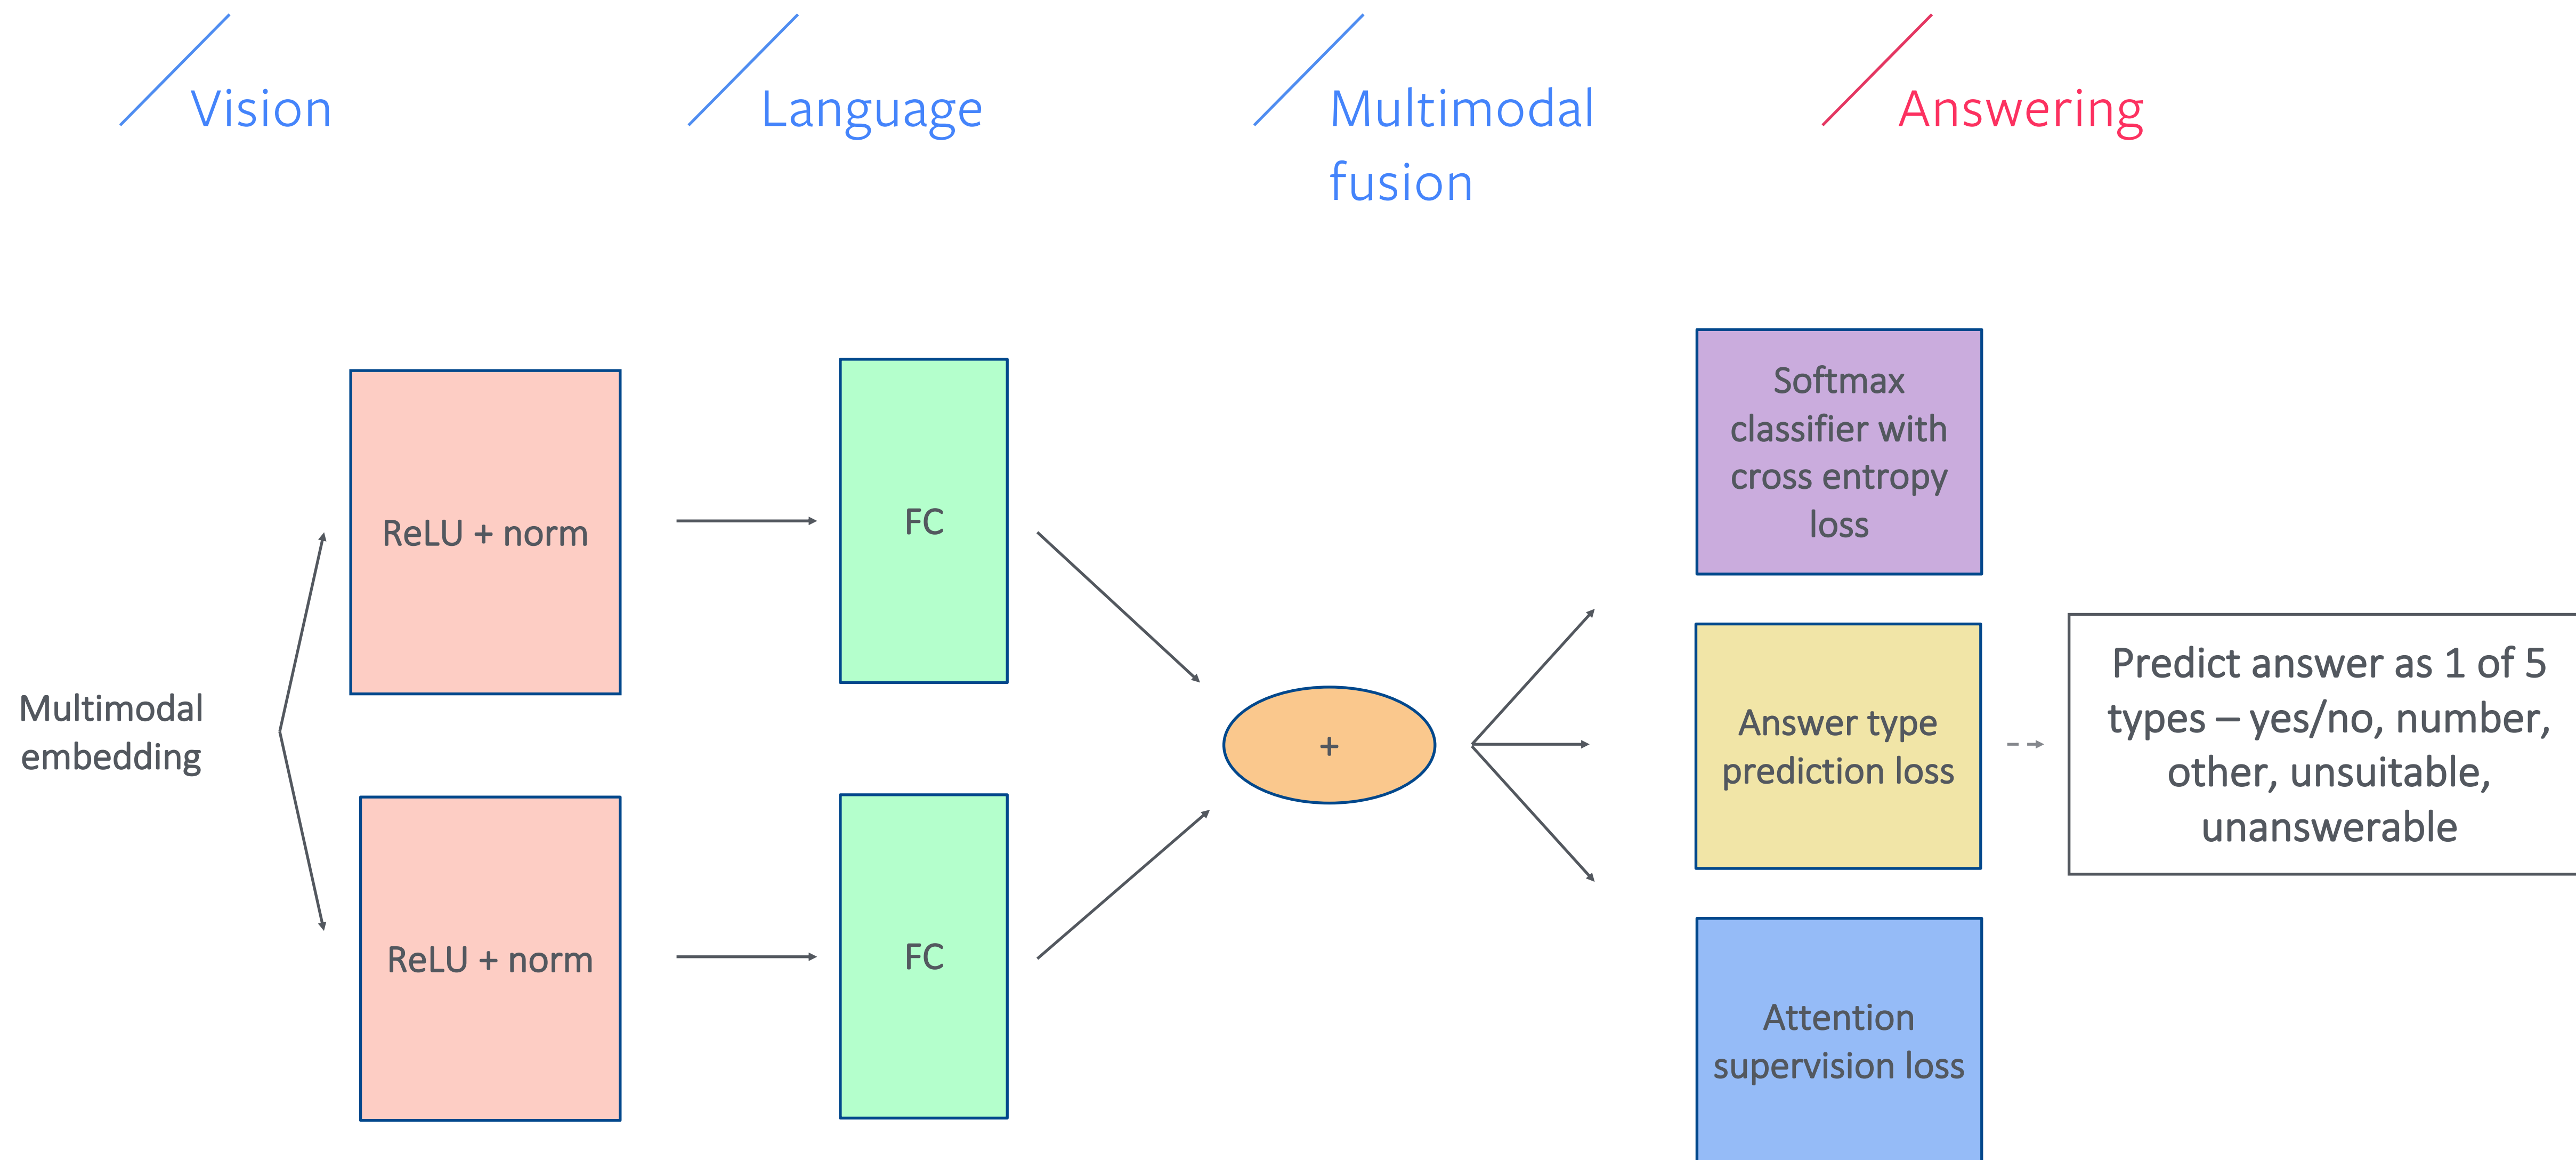 Vision
Language
Multimodal
fusion
Answering
Multimodal
embedding
ReLU + norm
FC
ReLU + norm
FC
+
Softmax
classifier with
cross entropy
loss
Answer type
prediction loss
Attention
supervision loss
Predict answer as 1 of 5
types – yes/no, number,
other, unsuitable,
unanswerable